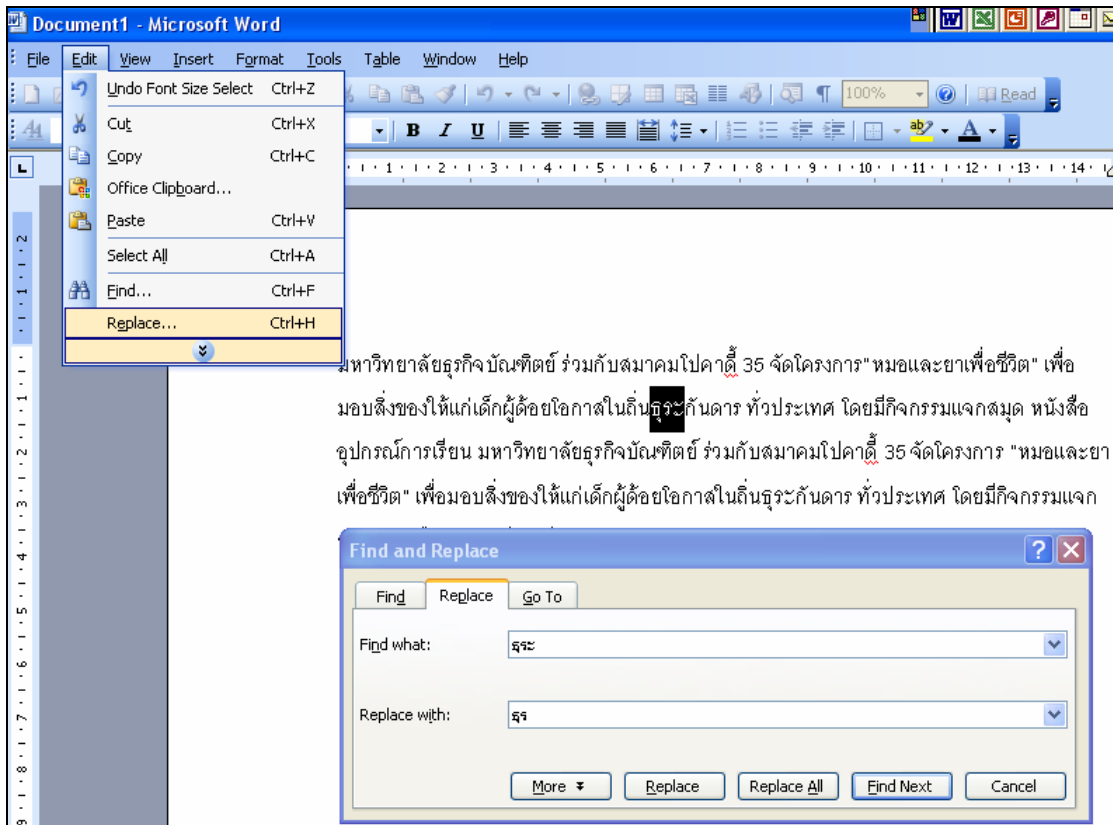 Document1 - Microsoft Word
File Edit View Insert Format Tools Table Window Help
Undo Font Size Select Ctrl+Z
100%
Read
Cut Ctrl+X
B I U
Copy Ctrl+C
1 2 3 4 5 6 7 8 9 10 11 12 13 14
Office Clipboard...
Paste Ctrl+V
Select All Ctrl+A
Find... Ctrl+F
Replace... Ctrl+H
มหาวิทยาลัยธุรกิจบัณฑิตย์ ร่วมกับสมาคมโปคาดี้ 35 จัดโครงการ"หมอและยาเพื่อชีวิต" เพื่อ
มอบสิ่งของให้แก่เด็กผู้ด้อยโอกาสในถิ่นธุระกันดาร ทั่วประเทศ โดยมีกิจกรรมแจกสมุด หนังสือ
อุปกรณ์การเรียน มหาวิทยาลัยธุรกิจบัณฑิตย์ ร่วมกับสมาคมโปคาดี้ 35 จัดโครงการ "หมอและยา
เพื่อชีวิต" เพื่อมอบสิ่งของให้แก่เด็กผู้ด้อยโอกาสในถิ่นธุระกันดาร ทั่วประเทศ โดยมีกิจกรรมแจก
Find and Replace
Find Replace Go To
Find what: ธุระ
Replace with: ธุร
More Replace Replace All Find Next Cancel